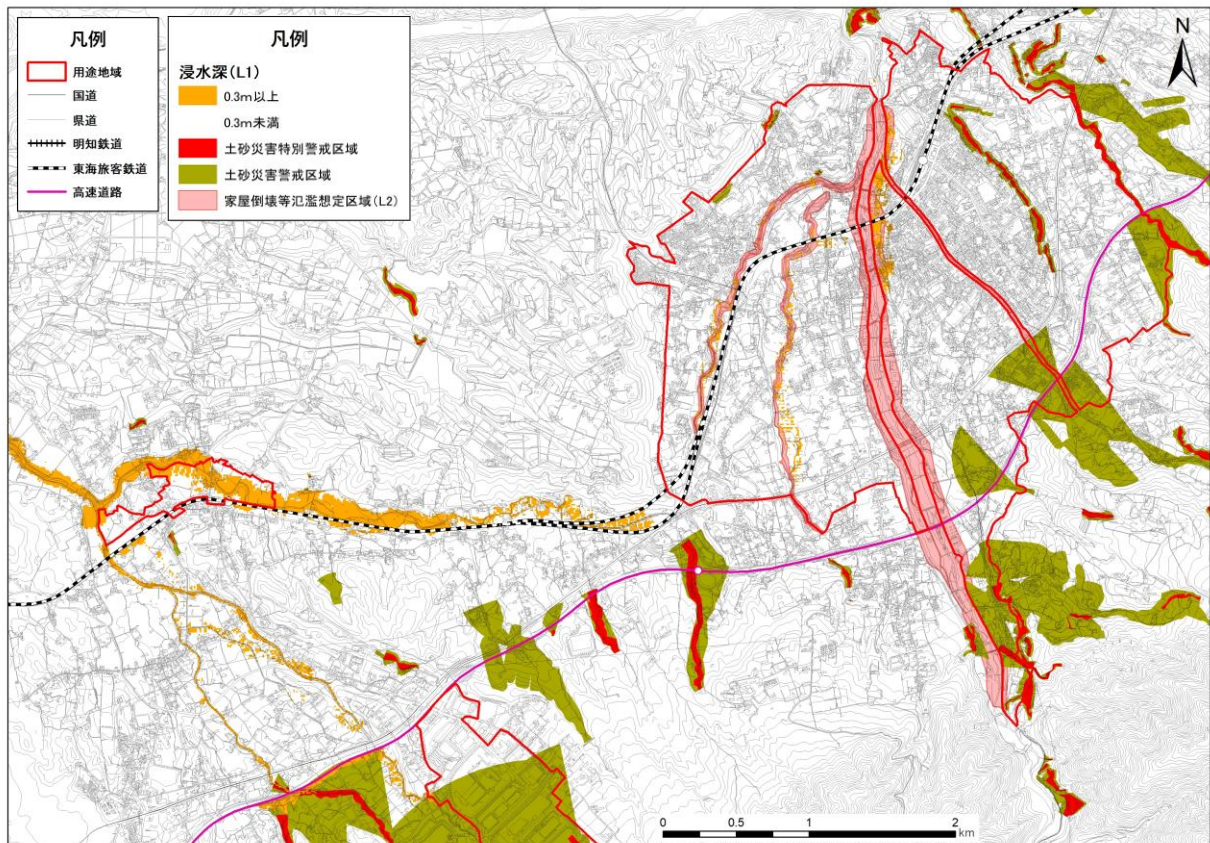 凡例
用途地域
国道
県道
明知鉄道
東海旅客鉄道
高速道路
凡例
浸水深(L1)
0.3m以上
0.3m未満
土砂災害特別警戒区域
土砂災害警戒区域
家屋倒壊等氾濫想定区域(L2)
N
0 0.5 1 2
km